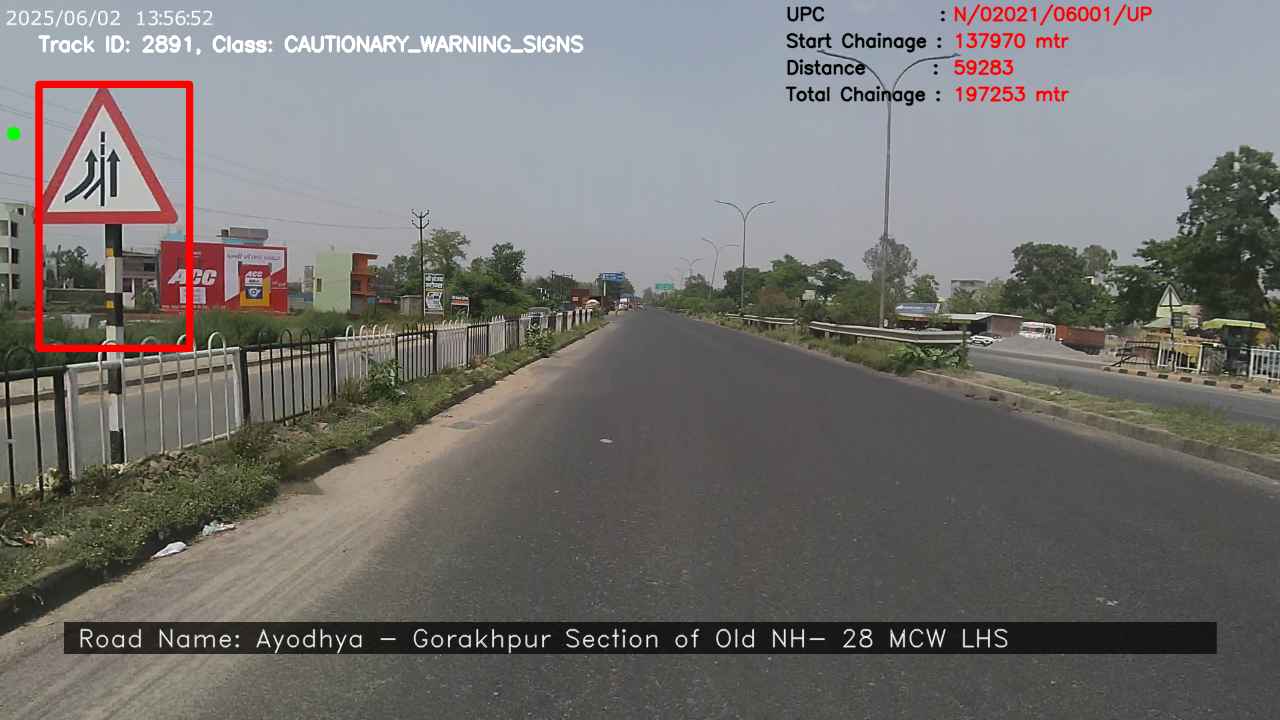 2025/06/02 13:56:52
Track ID: 2891, Class: CAUTIONARY_WARNING_SIGNS
UPC : N/02021/06001/UP
Start Chainage : 137970 mtr
Distance : 59283
Total Chainage : 197253 mtr
ACC
ACC
Road Name: Ayodhya - Gorakhpur Section of Old NH- 28 MCW LHS